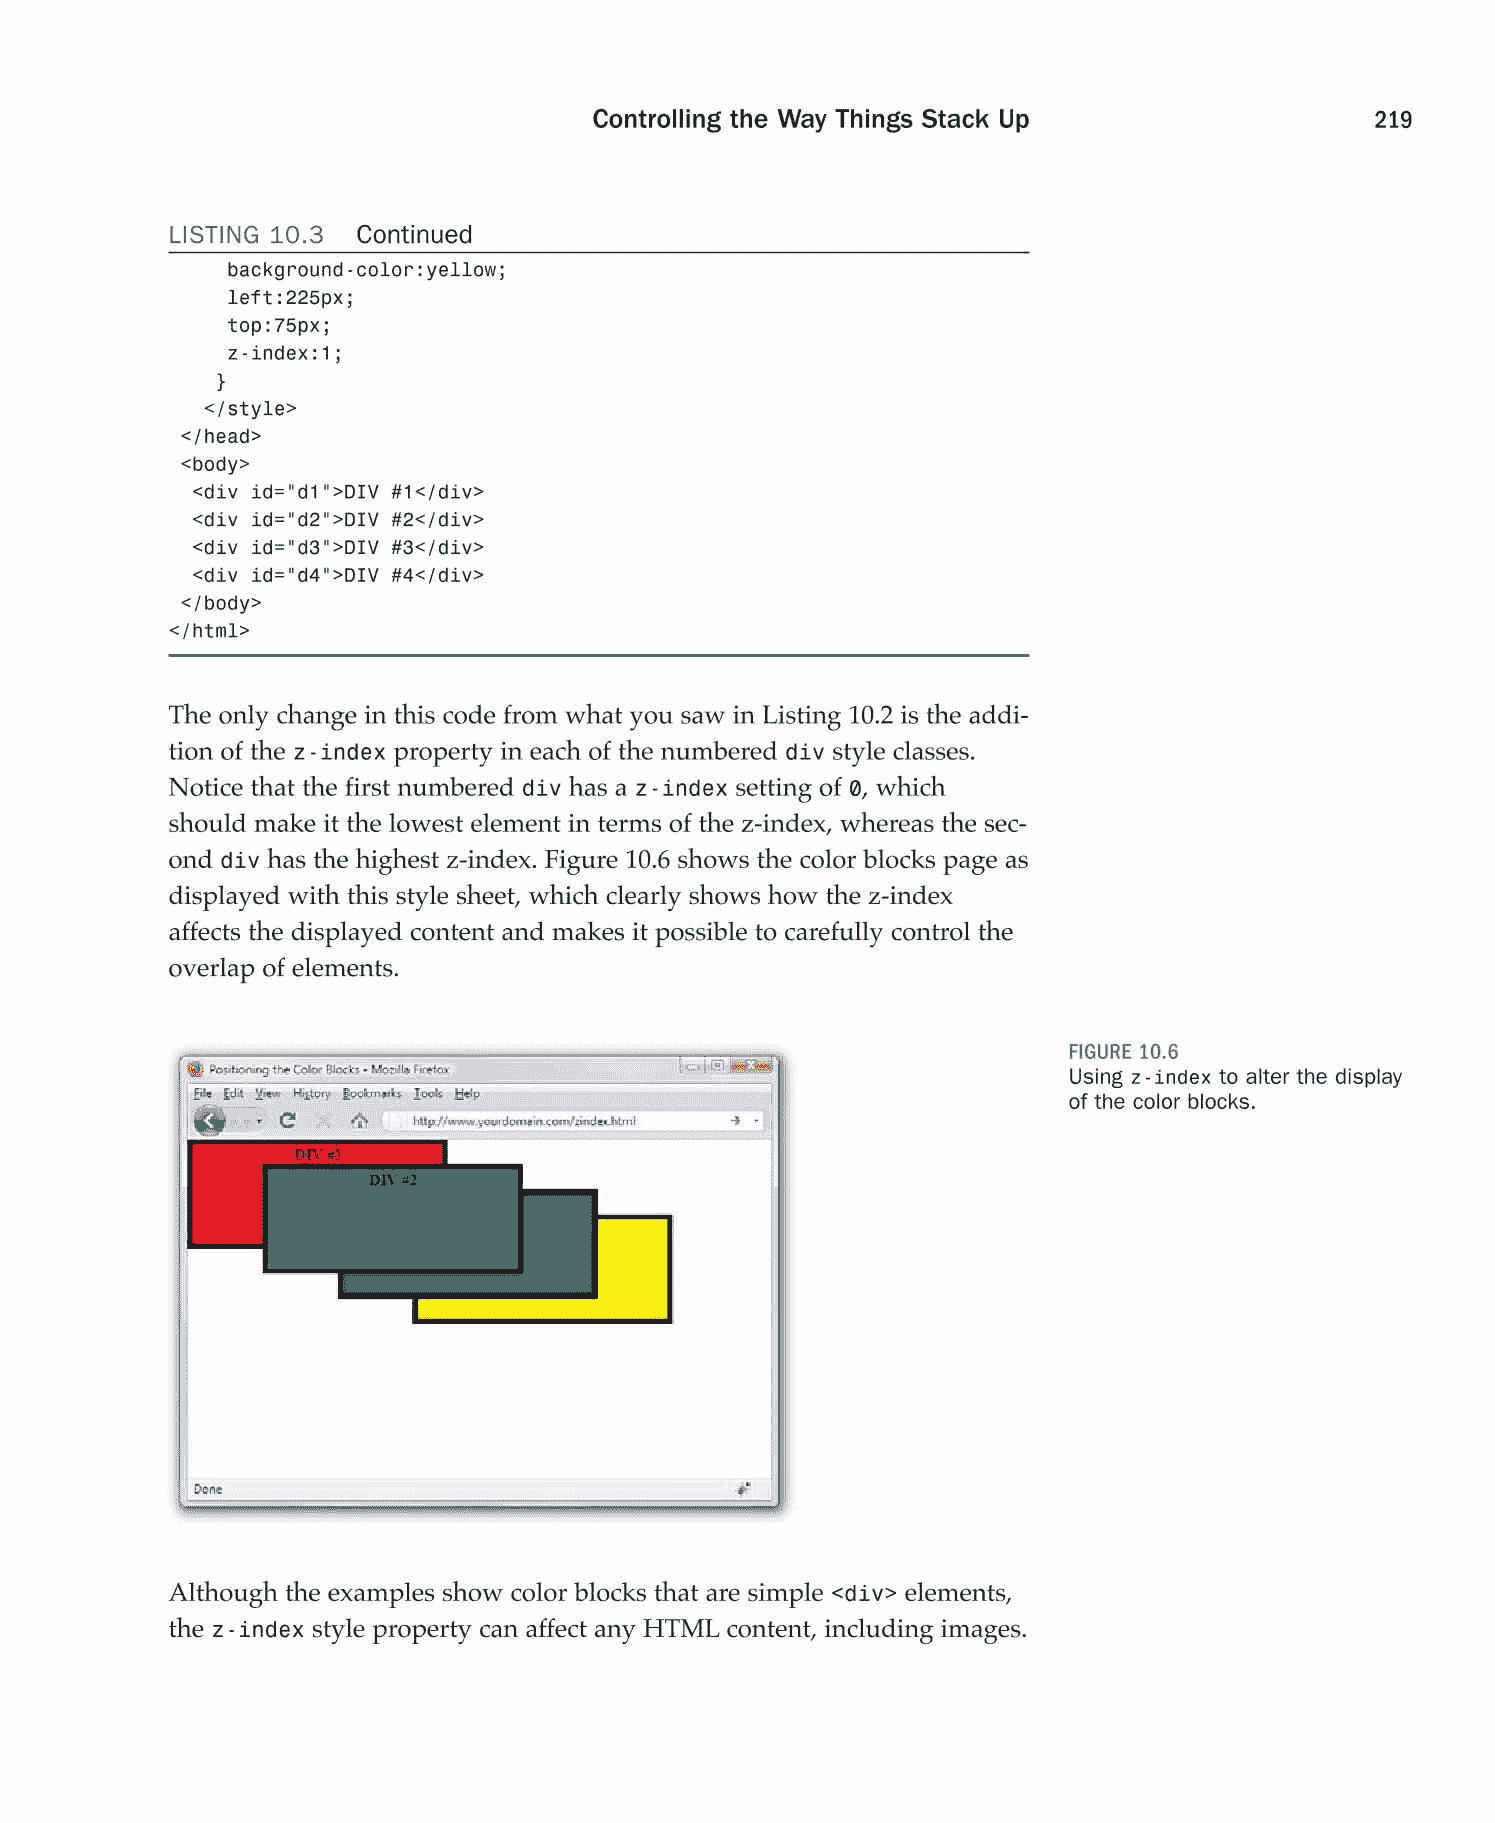 Controlling the Way Things Stack Up 219
LISTING 10.3 Continued
background-color:yellow;
left:225px;
top:75px;
z-index:1;
}
</style>
</head>
<body>
<div id="d1">DIV #1</div>
<div id="d2">DIV #2</div>
<div id="d3">DIV #3</div>
<div id="d4">DIV #4</div>
</body>
</html>
The only change in this code from what you saw in Listing 10.2 is the addi-
tion of the z-index property in each of the numbered div style classes.
Notice that the first numbered div has a z-index setting of 0, which
should make it the lowest element in terms of the z-index, whereas the sec-
ond div has the highest z-index. Figure 10.6 shows the color blocks page as
displayed with this style sheet, which clearly shows how the z-index
affects the displayed content and makes it possible to carefully control the
overlap of elements.
FIGURE 10.6
Using z-index to alter the display
of the color blocks.
Positioning the Color Blocks - Mozilla Firefox
File Edit View History Bookmarks Tools Help
http://www.yourdomain.com/zindex.html
DIV #1
DIV #2
Done
Although the examples show color blocks that are simple <div> elements,
the z-index style property can affect any HTML content, including images.